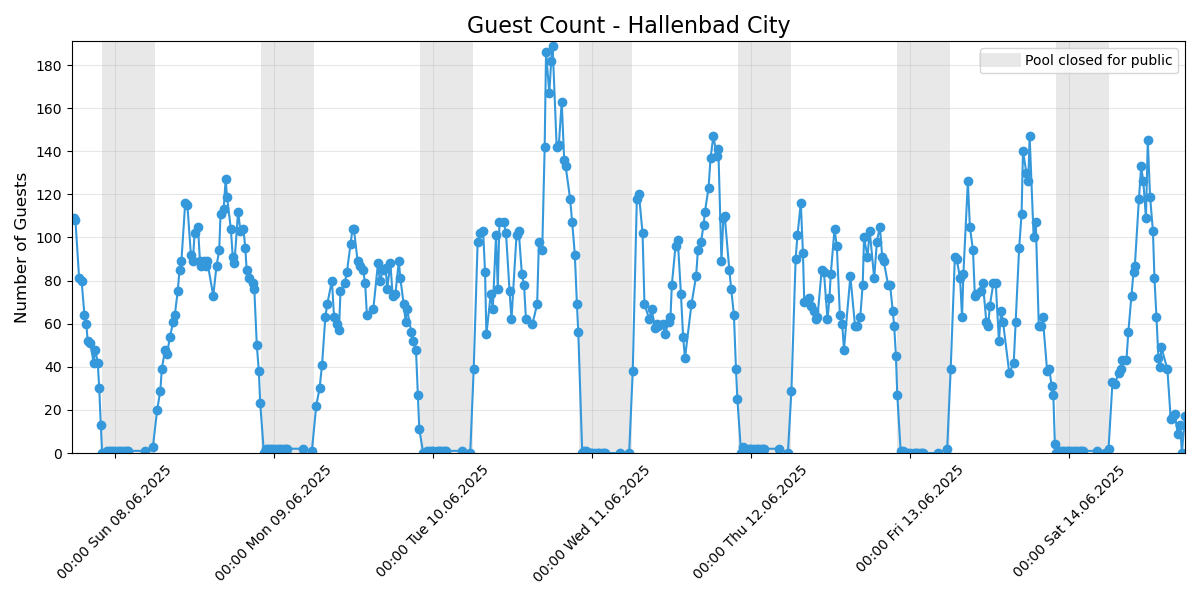 Guest Count - Hallenbad City
Pool closed for public
Number of Guests
180
160
140
120
100
80
60
40
20
0
00:00 Sun 08.06.2025
00:00 Mon 09.06.2025
00:00 Tue 10.06.2025
00:00 Wed 11.06.2025
00:00 Thu 12.06.2025
00:00 Fri 13.06.2025
00:00 Sat 14.06.2025